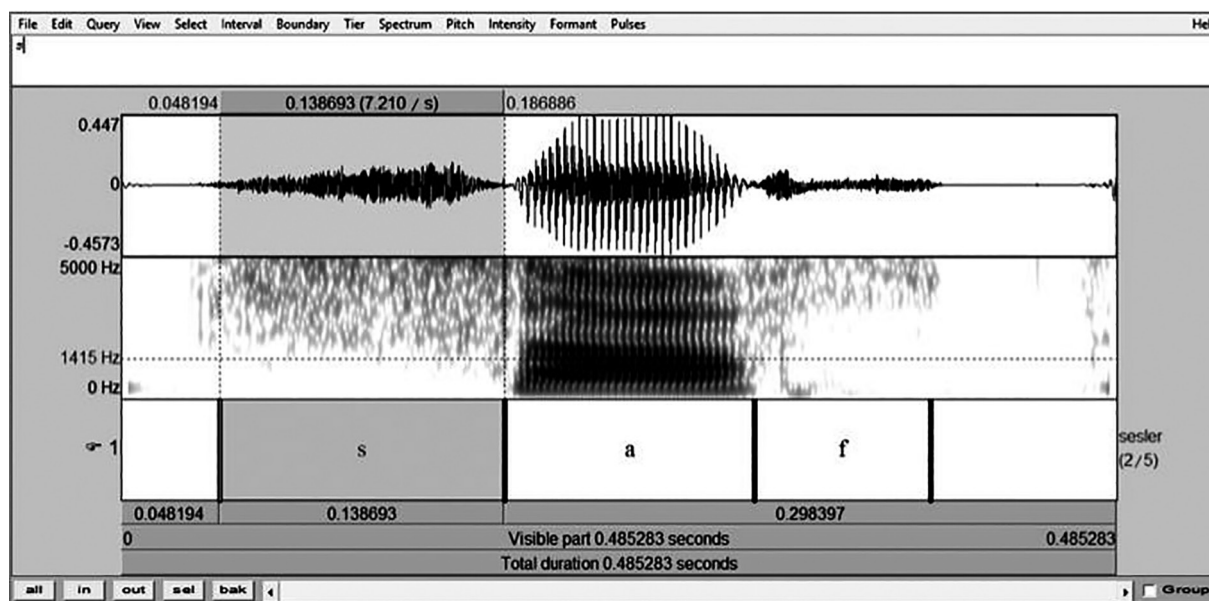 File Edit Query View Select Interval Boundary Tier Spectrum Pitch Intensity Formant Pulses Hel
s
0.048194 0.138693 (7.210 / s) 0.186886
0.447
0
-0.4573
5000 Hz
1415 Hz
0 Hz
1 s a f sesler
(2/5)
0.048194 0.138693 0.298397
0 Visible part 0.485283 seconds 0.485283
Total duration 0.485283 seconds
all in out sel bak Group